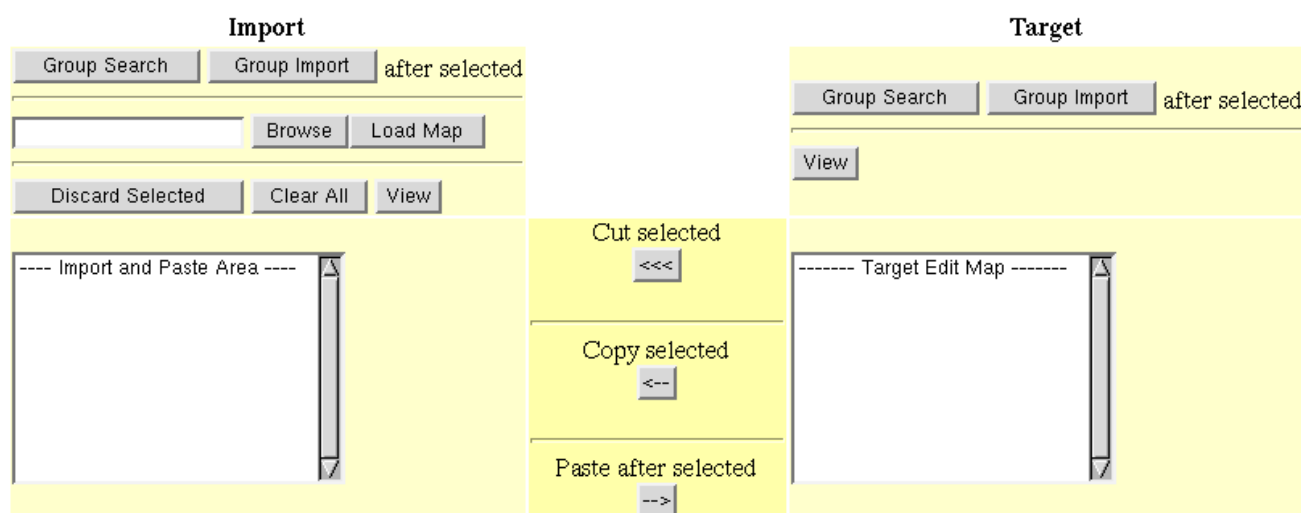 Import
Group Search Group Import after selected
Browse Load Map
Discard Selected Clear All View
---- Import and Paste Area ----
Cut selected
<<<
Copy selected
<--
Paste after selected
-->
Target
Group Search Group Import after selected
View
------- Target Edit Map -------